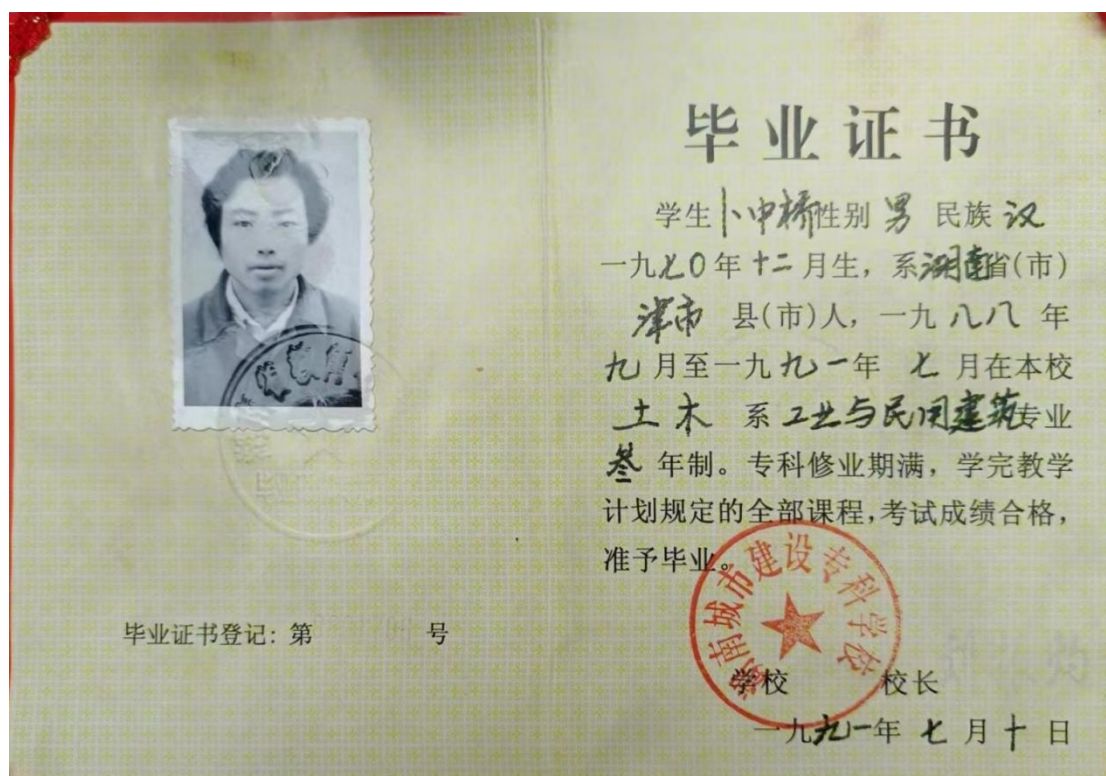 毕业证书
学生卜中桥性别 男 民族 汉
一九七0年十二月生，系湖南省(市)
津市 县(市)人，一九八八年
九月至一九九一年 七 月在本校
土木 系 工业与民间建筑专业
叁 年制。专科修业期满，学完教学
计划规定的全部课程，考试成绩合格，
准予毕业。
湖南城市建设专科学校
学校 校长
一九九一年 七 月十 日
毕业证书登记：第 号